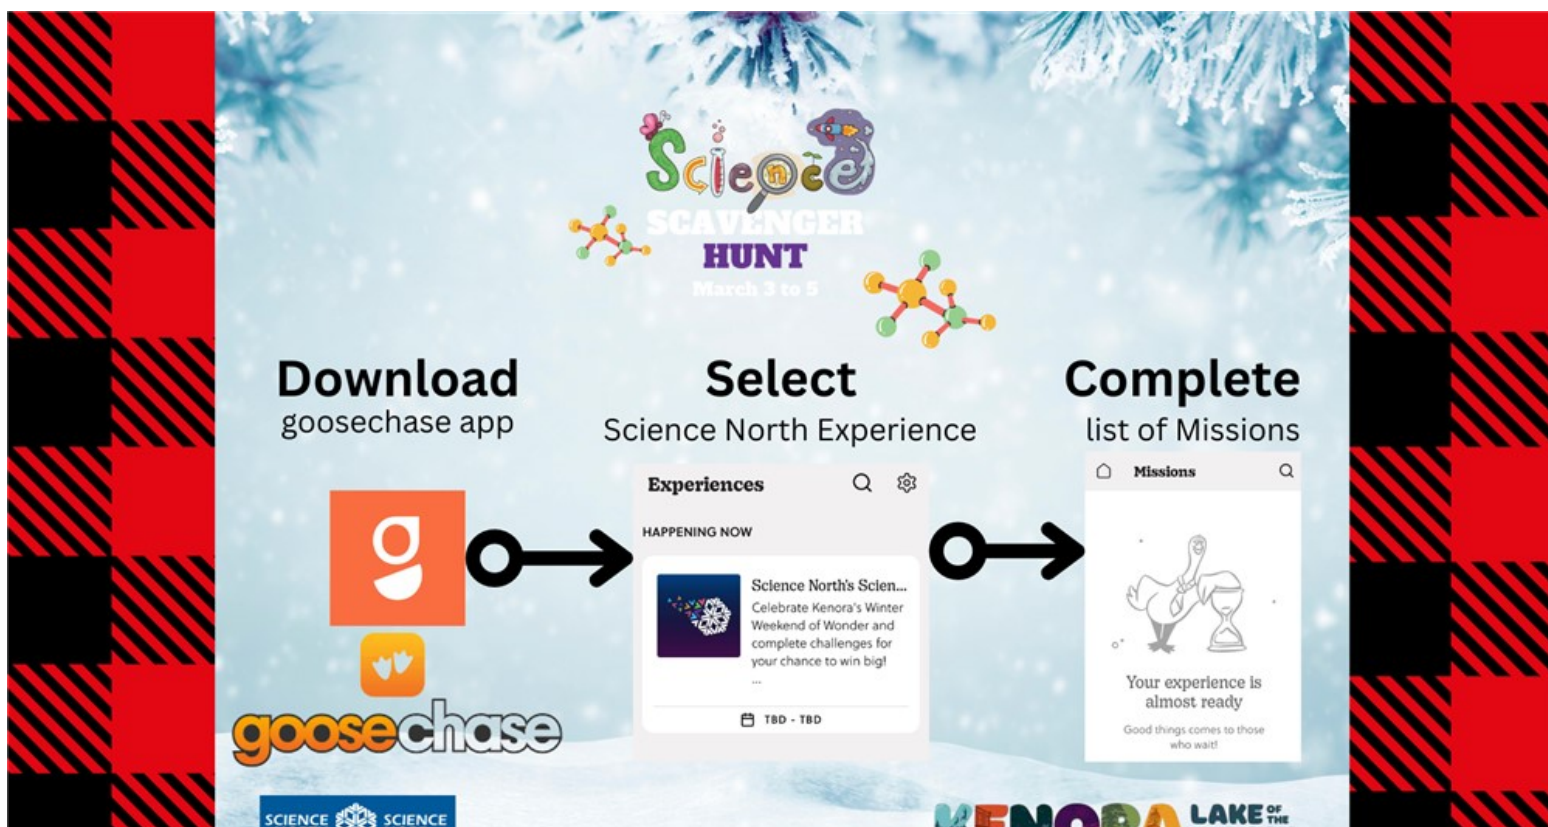 Science
SCAVENGER
HUNT
March 3 to 5
Download
goosechase app
Select
Science North Experience
Complete
list of Missions
g
goosechase
Experiences
HAPPENING NOW
Science North's Scien...
Celebrate Kenora's Winter
Weekend of Wonder and
complete challenges for
your chance to win big!
...
TBD - TBD
Missions
Your experience is
almost ready
Good things comes to those
who wait!
SCIENCE SCIENCE
KENORA LAKE OF THE